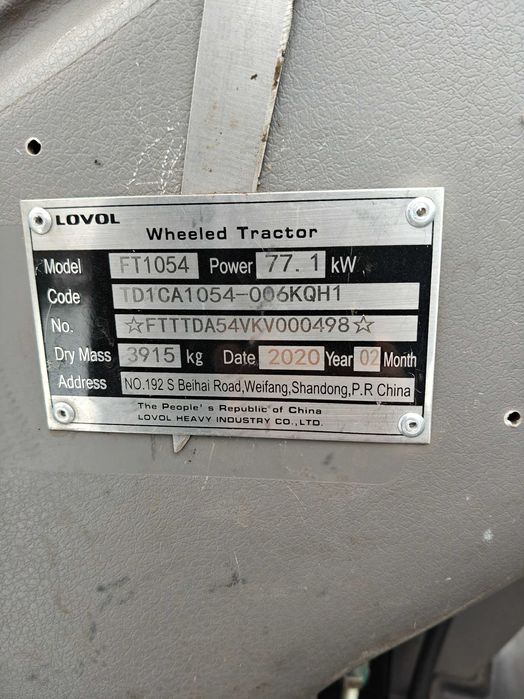 LOVOL
Wheeled Tractor
Model FT1054 Power 77.1 kW
Code TD1CA1054-006KQH1
No. ☆FTTTDA54VKV000498☆
Dry Mass 3915 kg Date 2020 Year 02 Month
Address NO.192 S Beihai Road,Weifang,Shandong,P.R China
The People's Republic of China
LOVOL HEAVY INDUSTRY CO.,LTD.